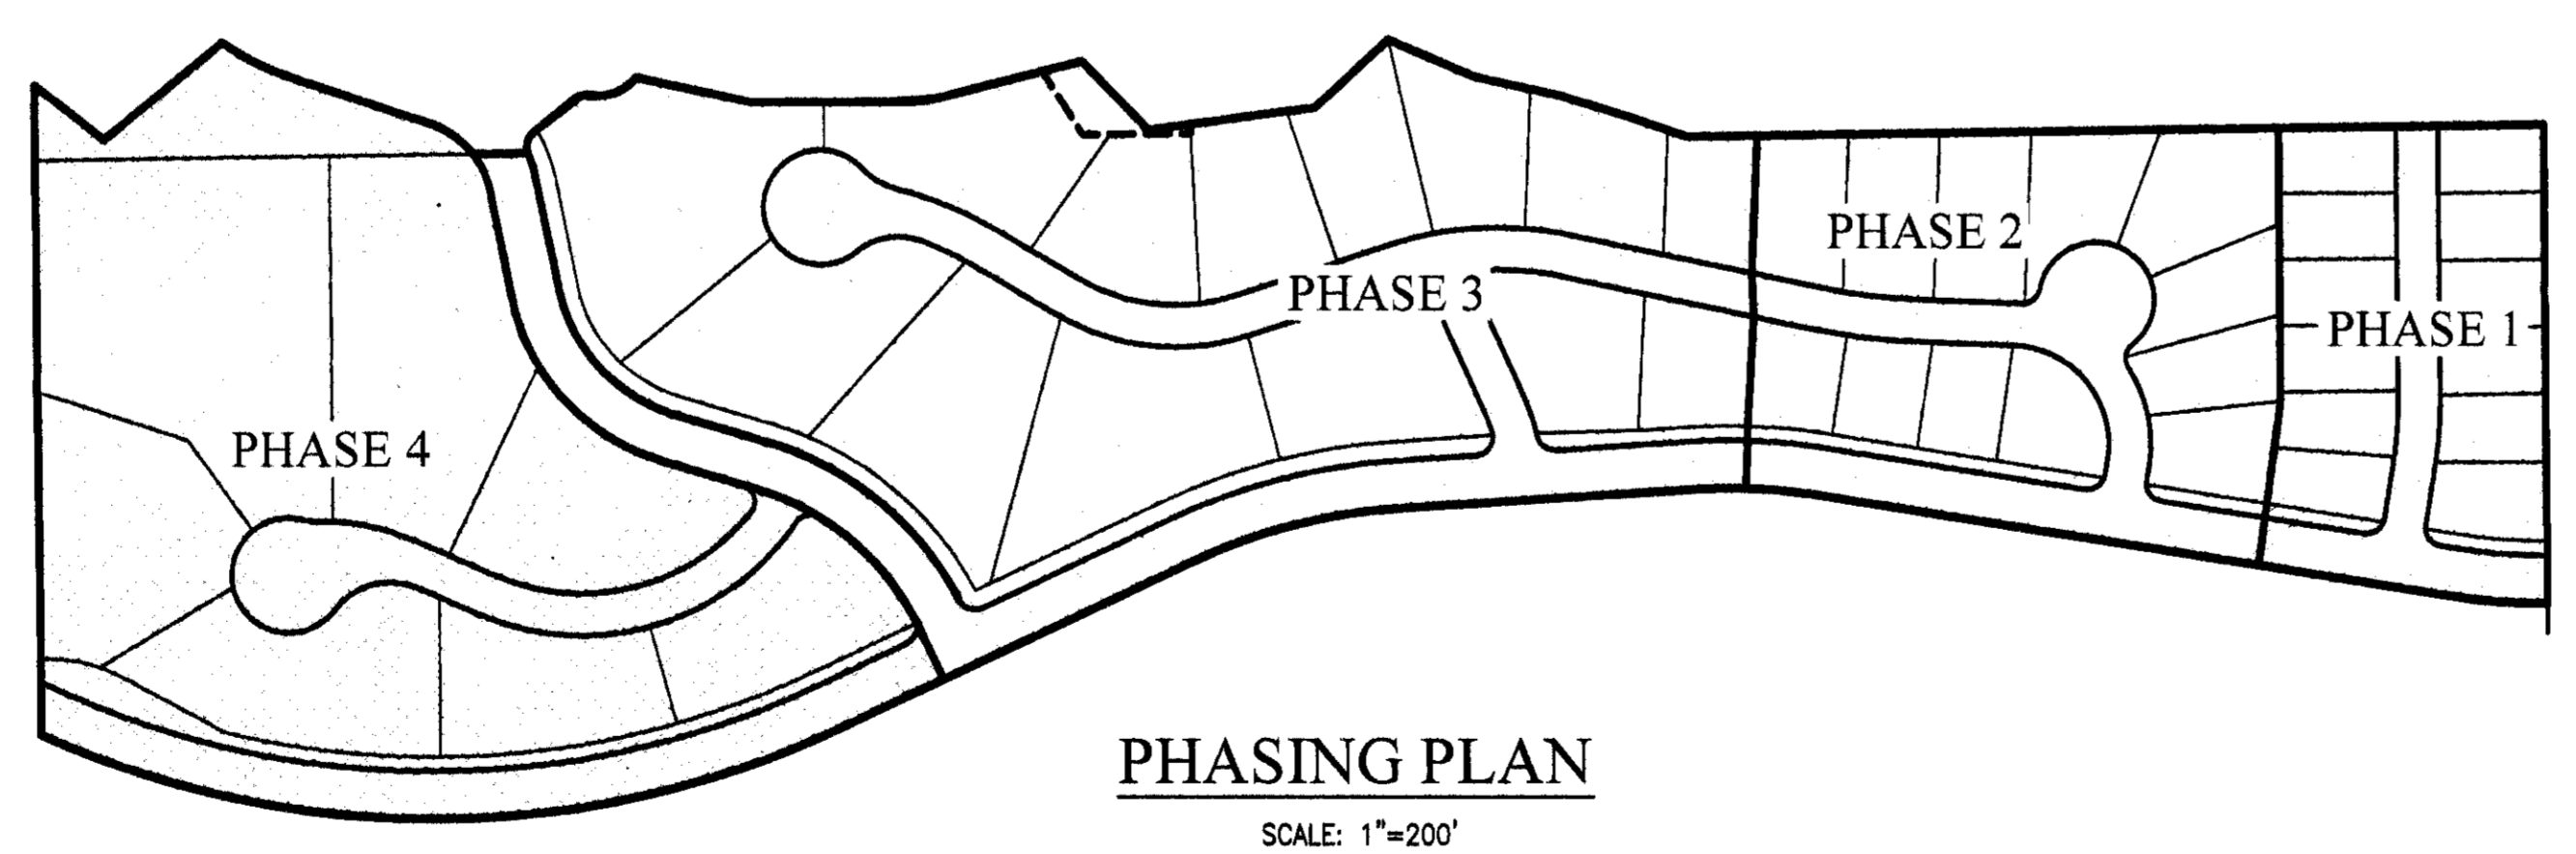 PHASE 4
PHASE 3
PHASE 2
PHASE 1
PHASING PLAN
SCALE: 1"=200'